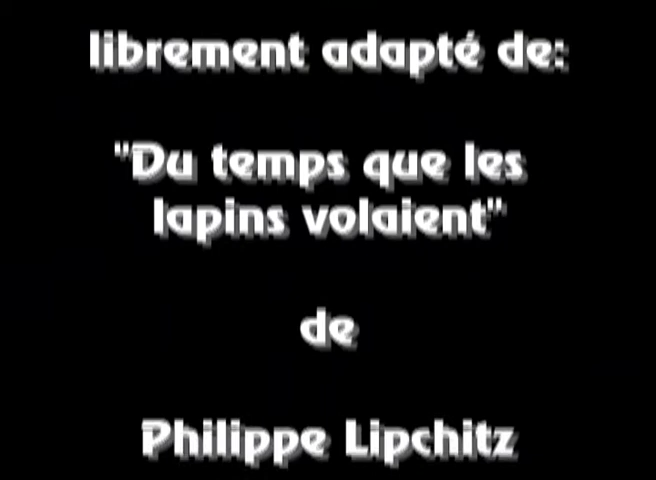 librement adapté de:
"Du temps que les
lapins volaient"
de
Philippe Lipchitz